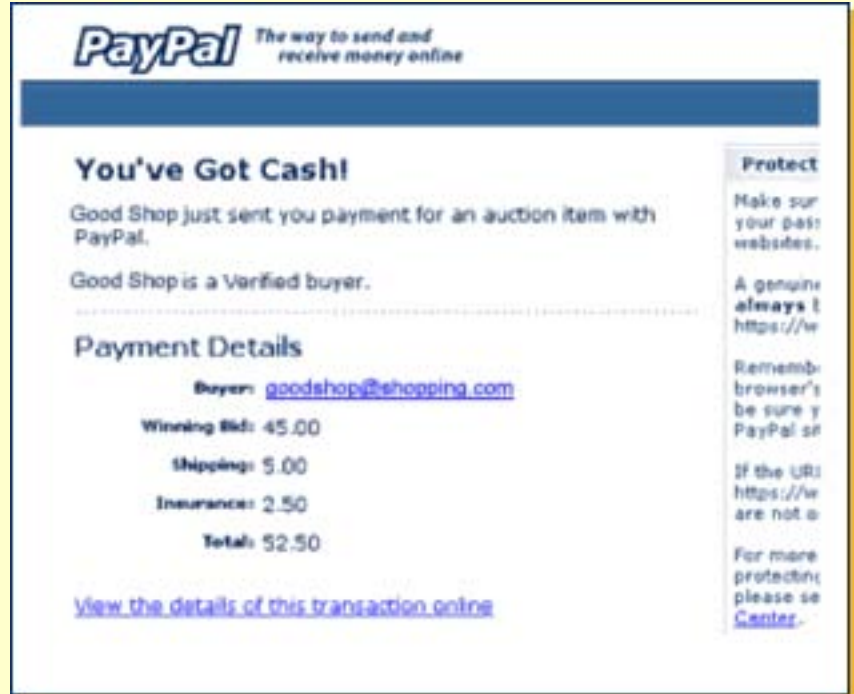 PayPal
The way to send and
receive money online
You've Got Cash!
Good Shop just sent you payment for an auction item with
PayPal.
Good Shop is a Verified buyer.
Payment Details
Buyer: goodshop@shopping.com
Winning Bid: 45.00
Shipping: 5.00
Insurance: 2.50
Total: 52.50
View the details of this transaction online
Protect
Make sur
your pass
websites.
A genuine
always b
https://w
Rememb
browser's
be sure y
PayPal sit
If the URL
https://w
are not o
For more
protecting
please se
Center.